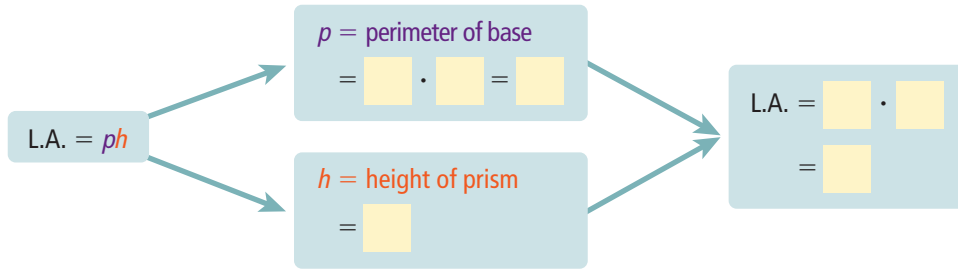 L.A. = ph
p = perimeter of base
= · =
h = height of prism
=
L.A. = ·
=